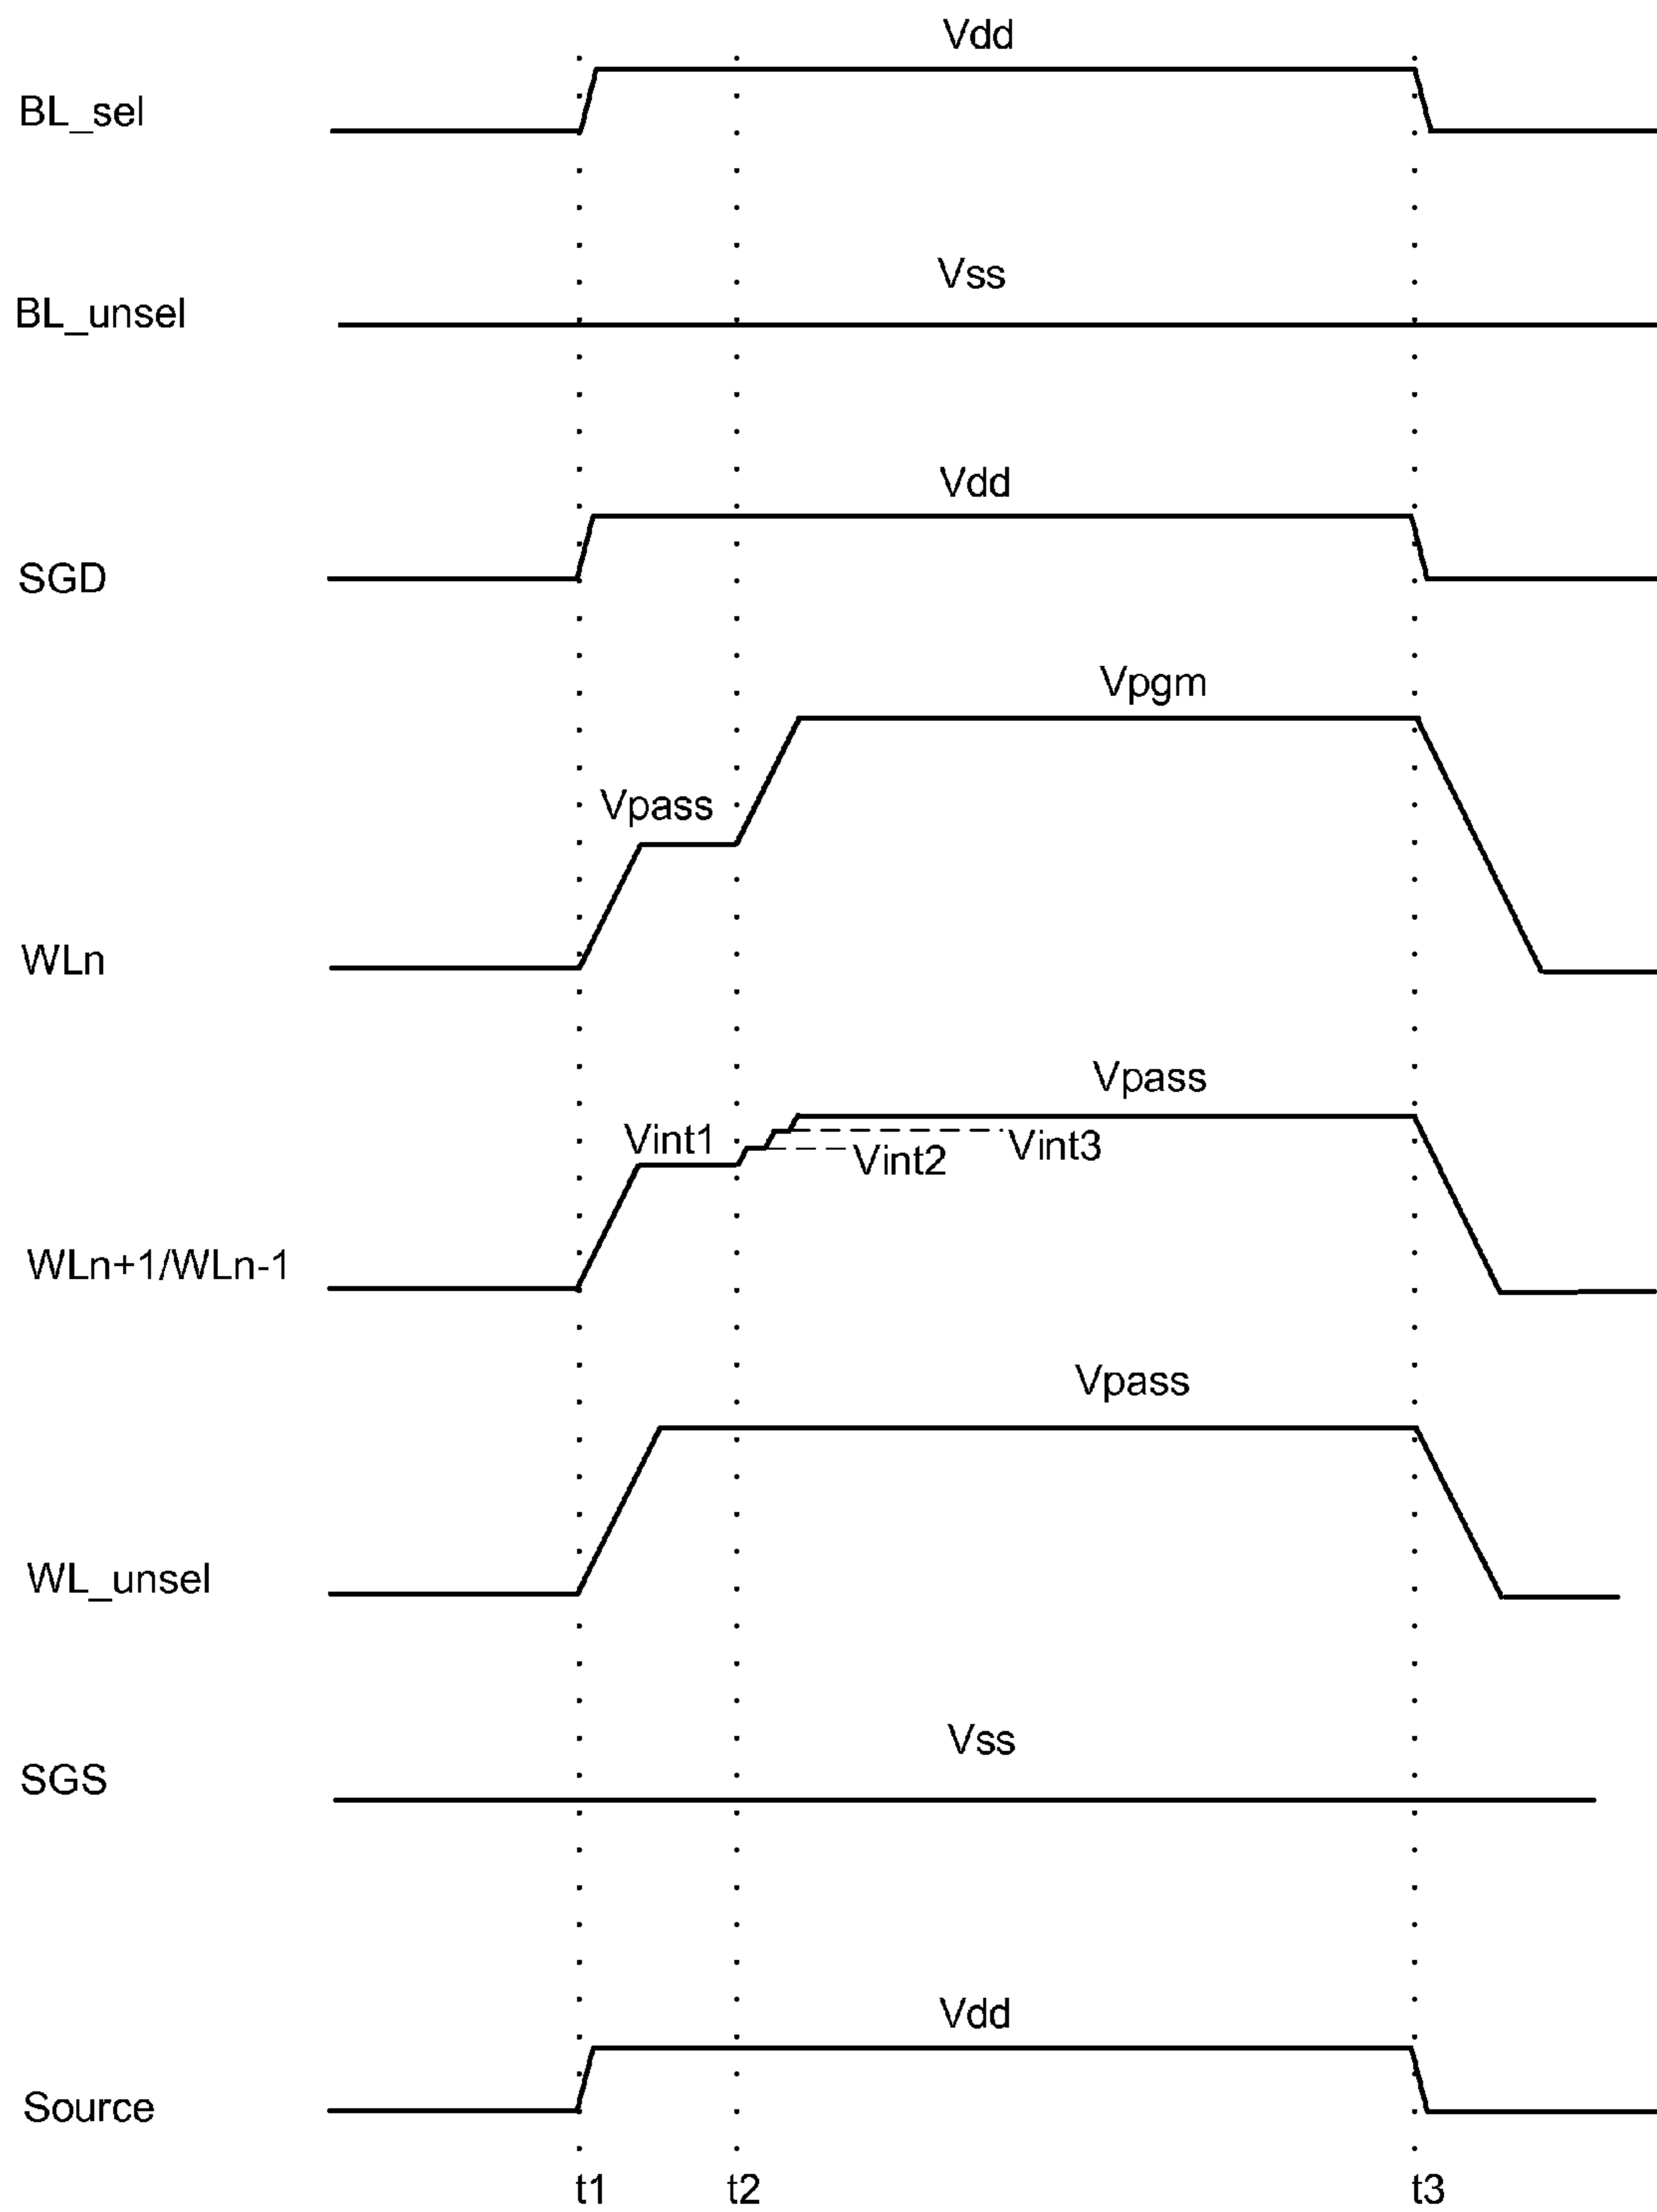 Vdd
BL_sel
Vss
BL_unsel
Vdd
SGD
Vpgm
Vpass
WLn
Vpass
Vint1
Vint3
Vint2
WLn+1/WLn-1
Vpass
WL_unsel
Vss
SGS
Vdd
Source
t1 t2 t3